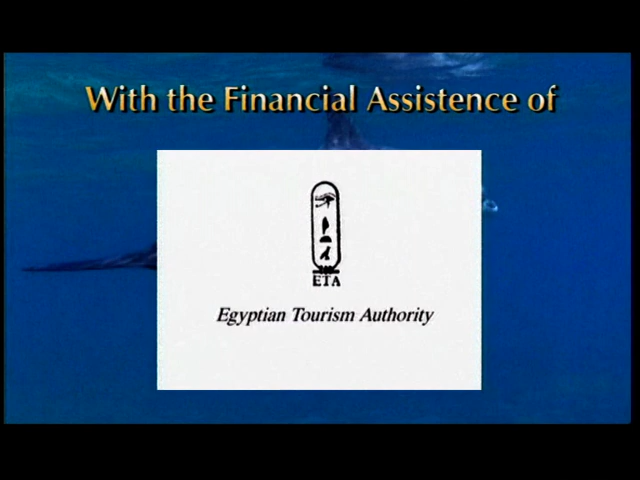 With the Financial Assistence of
ETA
Egyptian Tourism Authority